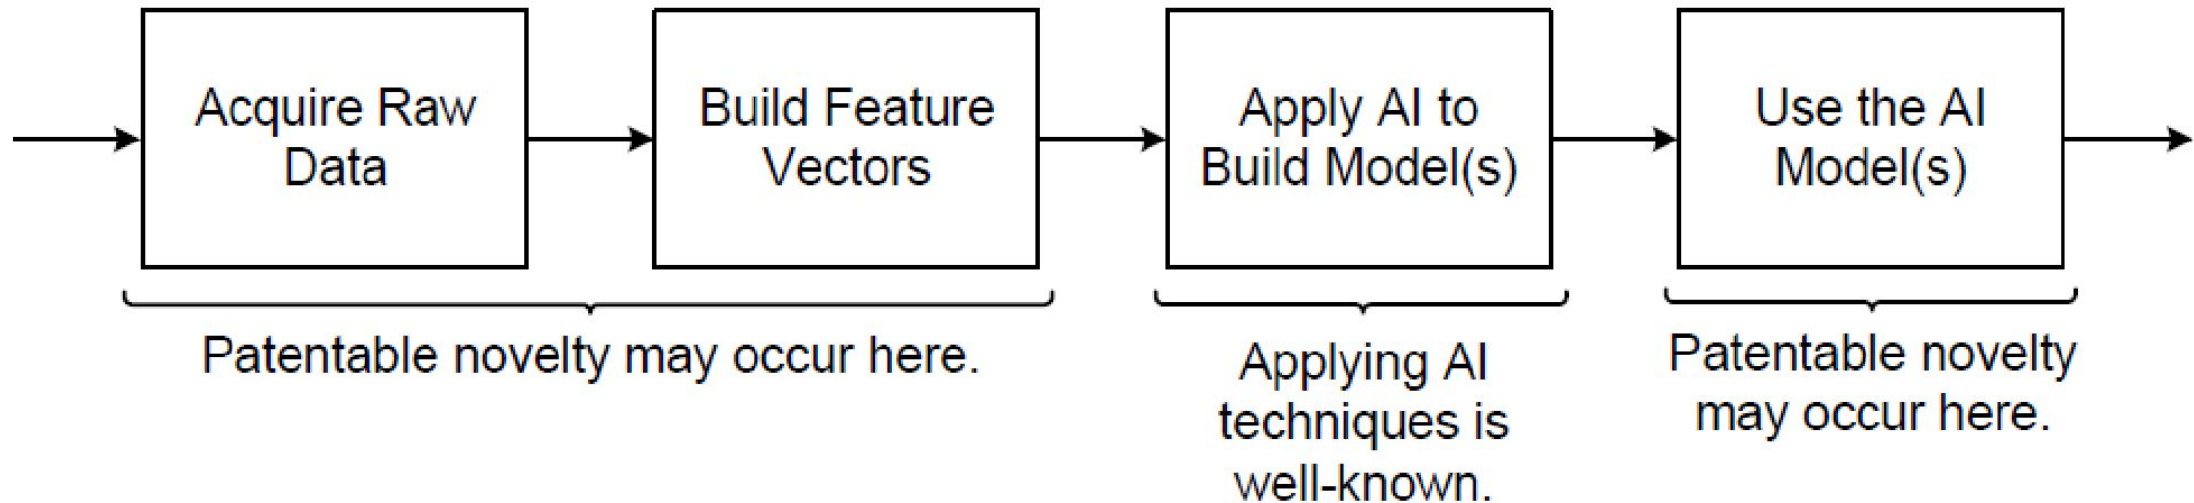 Acquire Raw
Data
Build Feature
Vectors
Apply AI to
Build Model(s)
Use the AI
Model(s)
Patentable novelty may occur here.
Applying AI
techniques is
well-known.
Patentable novelty
may occur here.